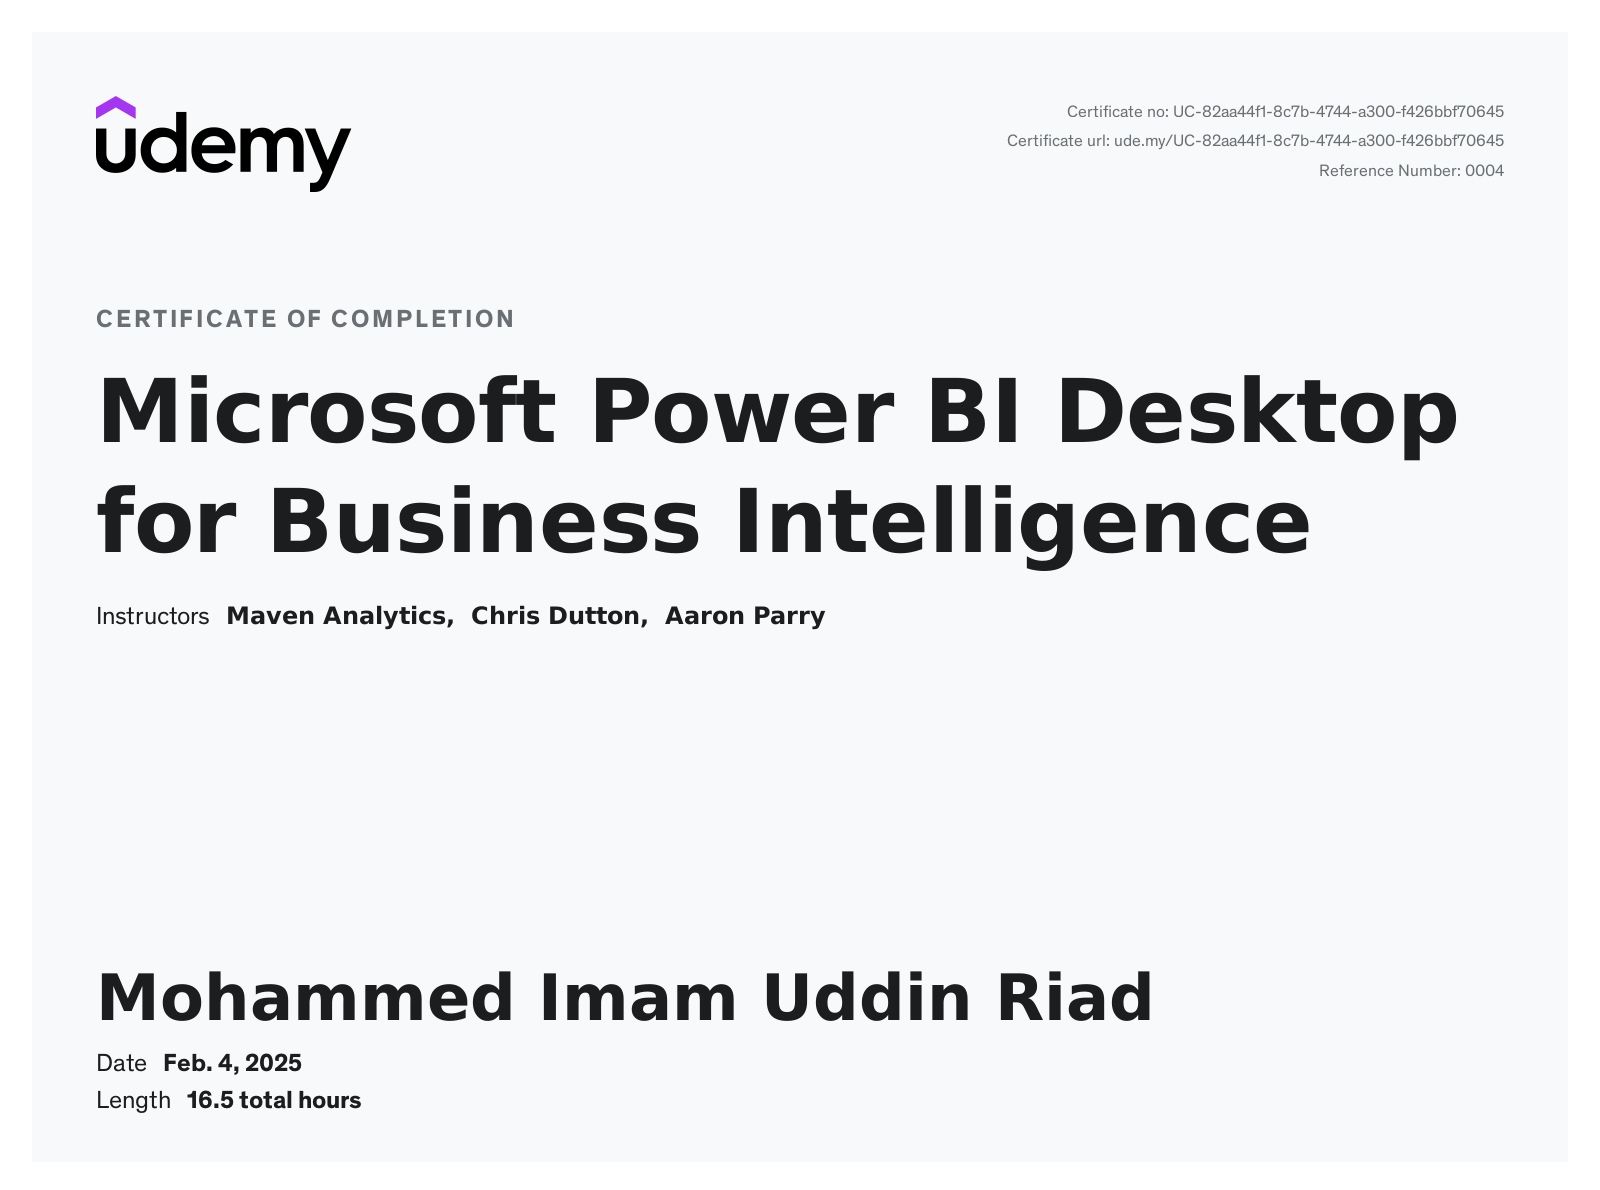 udemy
Certificate no: UC-82aa44f1-8c7b-4744-a300-f426bbf70645
Certificate url: ude.my/UC-82aa44f1-8c7b-4744-a300-f426bbf70645
Reference Number: 0004
CERTIFICATE OF COMPLETION
Microsoft Power BI Desktop
for Business Intelligence
Instructors Maven Analytics, Chris Dutton, Aaron Parry
Mohammed Imam Uddin Riad
Date Feb. 4, 2025
Length 16.5 total hours